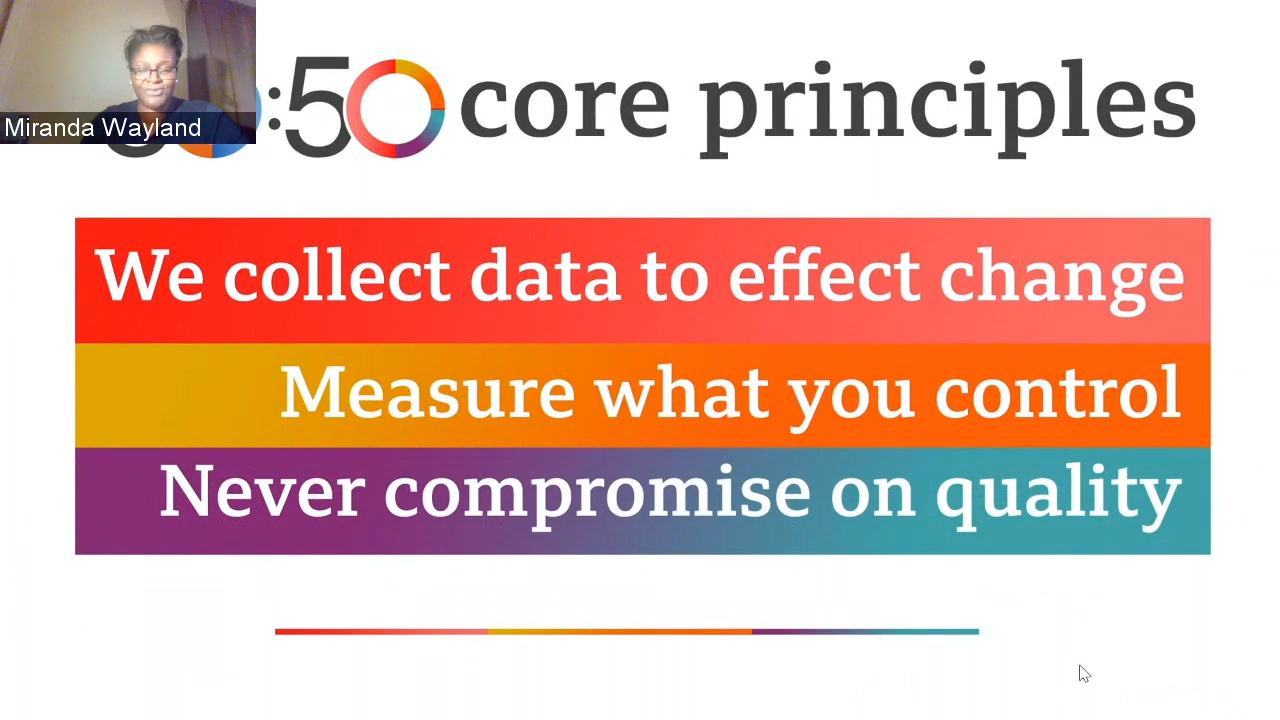 :50 core principles
Miranda Wayland
We collect data to effect change
Measure what you control
Never compromise on quality